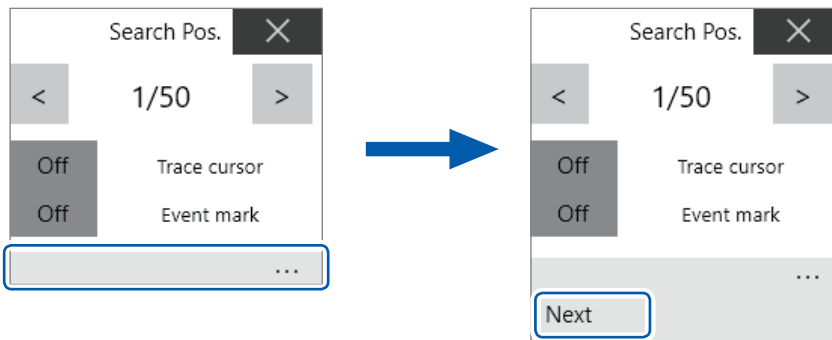 Search Pos. ×
< 1/50 >
Off Trace cursor
Off Event mark
...
Search Pos. ×
< 1/50 >
Off Trace cursor
Off Event mark
...
Next